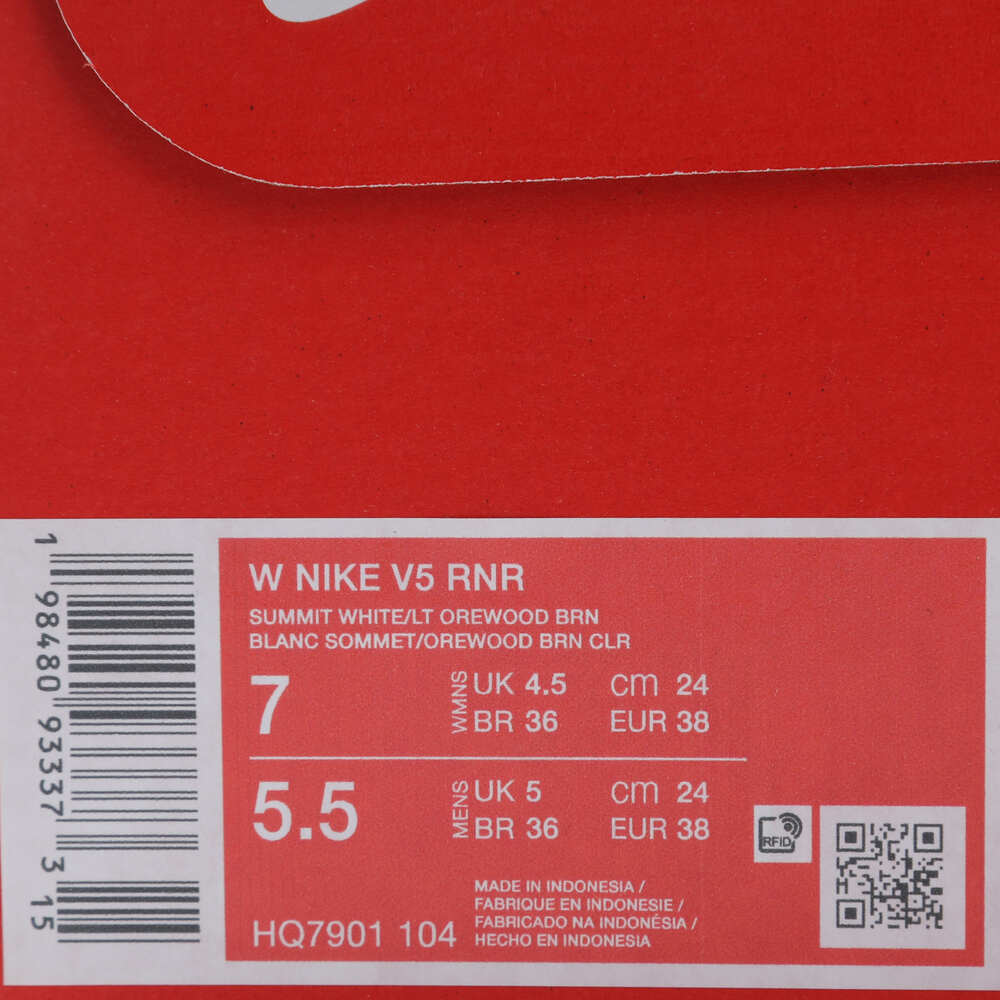 W NIKE V5 RNR
SUMMIT WHITE/LT OREWOOD BRN
BLANC SOMMET/OREWOOD BRN CLR
7 WMNS UK 4.5 cm 24
BR 36 EUR 38
5.5 MENS UK 5 cm 24
BR 36 EUR 38
RFID
MADE IN INDONESIA /
FABRIQUE EN INDONESIE /
FABRICADO NA INDONÉSIA /
HECHO EN INDONESIA
HQ7901 104
1 98480 93337 3 15